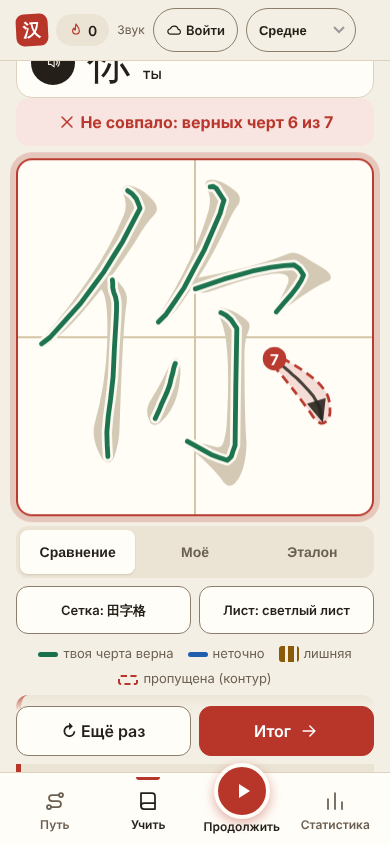 汉
0
Звук
Войти
Средне
你
ты
Не совпало: верных черт 6 из 7
7
Сравнение
Моё
Эталон
Сетка: 田字格
Лист: светлый лист
твоя черта верна
неточно
лишняя
пропущена (контур)
Ещё раз
Итог →
Путь
Учить
Продолжить
Статистика